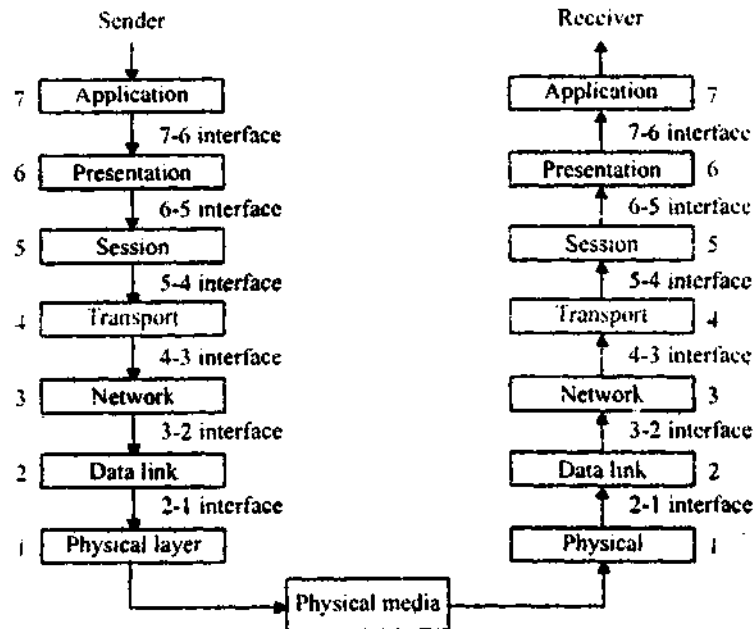 Sender
7 Application
7-6 interface
6 Presentation
6-5 interface
5 Session
5-4 interface
4 Transport
4-3 interface
3 Network
3-2 interface
2 Data link
2-1 interface
1 Physical layer
Physical media
Receiver
Application 7
7-6 interface
Presentation 6
6-5 interface
Session 5
5-4 interface
Transport 4
4-3 interface
Network 3
3-2 interface
Data link 2
2-1 interface
Physical 1